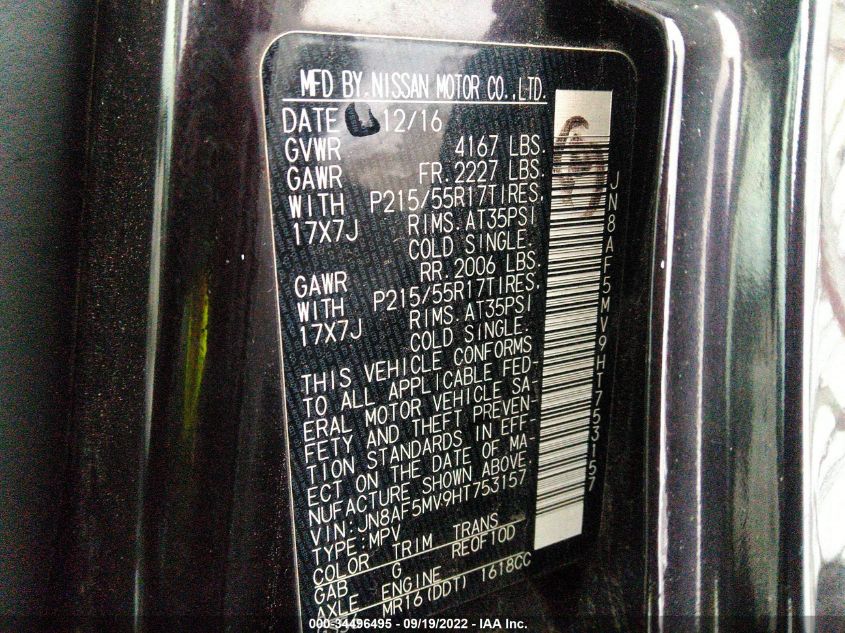 MFD BY.NISSAN MOTOR CO.,LTD.
DATE 12/16
GVWR 4167 LBS.
GAWR FR. 2227 LBS.
WITH P215/55R17TIRES,
17X7J RIMS. AT35PSI
COLD SINGLE.
GAWR RR. 2006 LBS.
WITH P215/55R17TIRES,
17X7J RIMS. AT35PSI
COLD SINGLE.
THIS VEHICLE CONFORMS
TO ALL APPLICABLE FED-
ERAL MOTOR VEHICLE SA-
FETY AND THEFT PREVEN-
TION STANDARDS IN EFF-
ECT ON THE DATE OF MA-
NUFACTURE SHOWN ABOVE.
VIN:JN8AF5MV9HT753157
TYPE:MPV
COLOR TRIM TRANS
GAB G RE0F10D
AXLE ENGINE
MR16(DDT) 1618CC
JN8AF5MV9HT753157
000-34496495 - 09/19/2022 - IAA Inc.